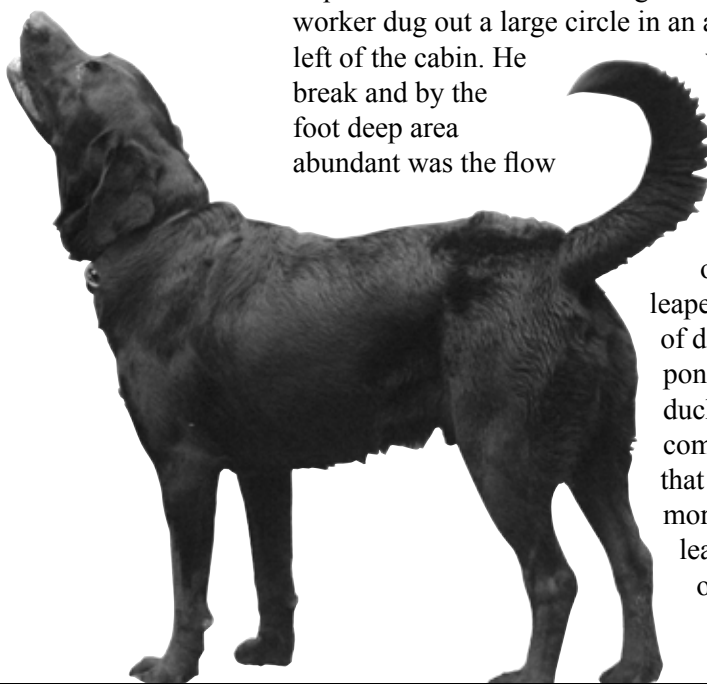 worker dug out a large circle in an a
left of the cabin. He
break and by the
foot deep area
abundant was the flow
o
leape
of d
pon
duc
com
that
mor
lea
o